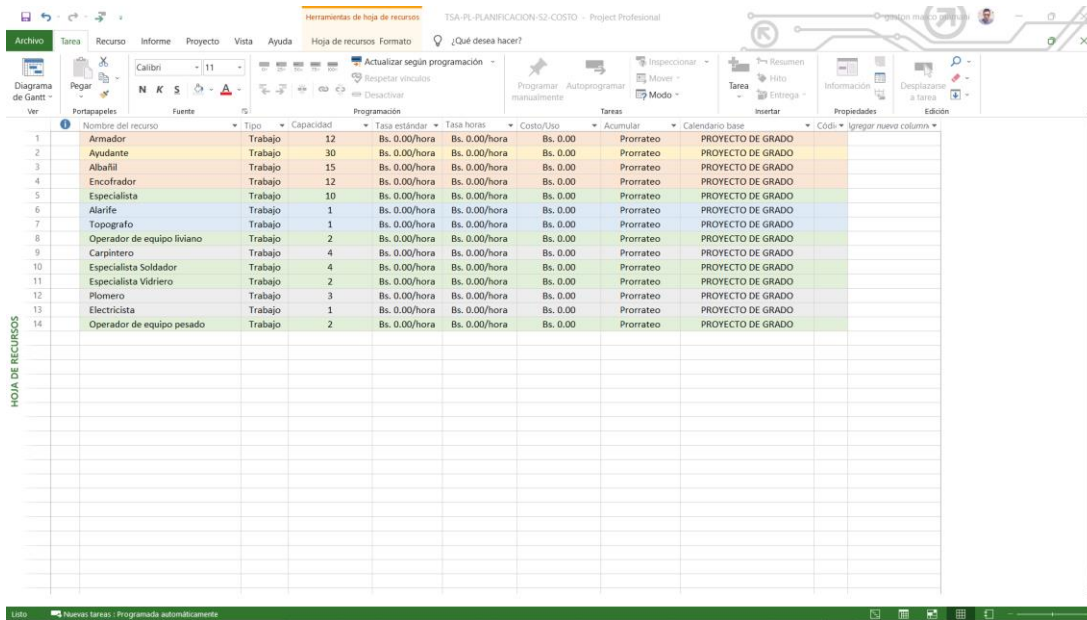 Herramientas de hoja de recursos TSA-PL-PLANIFICACION-S2-COSTO - Project Profesional
Archivo Tarea Recurso Informe Proyecto Vista Ayuda Hoja de recursos Formato ¿Qué desea hacer?
Diagrama de Gantt Pegar Calibri 11 N K S A
Actualizar según programación
Respetar vínculos
Desactivar
Programar manualmente Autoprogramar
Inspeccionar
Mover
Modo
Tarea
Resumen
Hito
Entrega
Información
Desplazarse a tarea
Ver Portapapeles Fuente Programación Tareas Insertar Propiedades Edición
Nombre del recurso Tipo Capacidad Tasa estándar Tasa horas Costo/Uso Acumular Calendario base Códi
1 Armador Trabajo 12 Bs. 0.00/hora Bs. 0.00/hora Bs. 0.00 Prorrateo PROYECTO DE GRADO
2 Ayudante Trabajo 30 Bs. 0.00/hora Bs. 0.00/hora Bs. 0.00 Prorrateo PROYECTO DE GRADO
3 Albañil Trabajo 15 Bs. 0.00/hora Bs. 0.00/hora Bs. 0.00 Prorrateo PROYECTO DE GRADO
4 Encofrador Trabajo 12 Bs. 0.00/hora Bs. 0.00/hora Bs. 0.00 Prorrateo PROYECTO DE GRADO
5 Especialista Trabajo 10 Bs. 0.00/hora Bs. 0.00/hora Bs. 0.00 Prorrateo PROYECTO DE GRADO
6 Alarife Trabajo 1 Bs. 0.00/hora Bs. 0.00/hora Bs. 0.00 Prorrateo PROYECTO DE GRADO
7 Topografo Trabajo 1 Bs. 0.00/hora Bs. 0.00/hora Bs. 0.00 Prorrateo PROYECTO DE GRADO
8 Operador de equipo liviano Trabajo 2 Bs. 0.00/hora Bs. 0.00/hora Bs. 0.00 Prorrateo PROYECTO DE GRADO
9 Carpintero Trabajo 4 Bs. 0.00/hora Bs. 0.00/hora Bs. 0.00 Prorrateo PROYECTO DE GRADO
10 Especialista Soldador Trabajo 4 Bs. 0.00/hora Bs. 0.00/hora Bs. 0.00 Prorrateo PROYECTO DE GRADO
11 Especialista Vidriero Trabajo 2 Bs. 0.00/hora Bs. 0.00/hora Bs. 0.00 Prorrateo PROYECTO DE GRADO
12 Plomero Trabajo 3 Bs. 0.00/hora Bs. 0.00/hora Bs. 0.00 Prorrateo PROYECTO DE GRADO
13 Electricista Trabajo 1 Bs. 0.00/hora Bs. 0.00/hora Bs. 0.00 Prorrateo PROYECTO DE GRADO
14 Operador de equipo pesado Trabajo 2 Bs. 0.00/hora Bs. 0.00/hora Bs. 0.00 Prorrateo PROYECTO DE GRADO
HOJA DE RECURSOS
Listo Nuevas tareas : Programada automáticamente